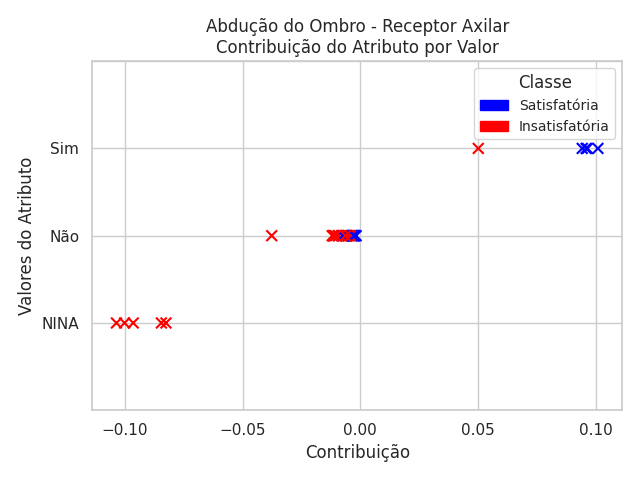 Abdução do Ombro - Receptor Axilar
Contribuição do Atributo por Valor
Classe
Satisfatória
Insatisfatória
Valores do Atributo
Sim
Não
NINA
−0.10
−0.05
0.00
0.05
0.10
Contribuição